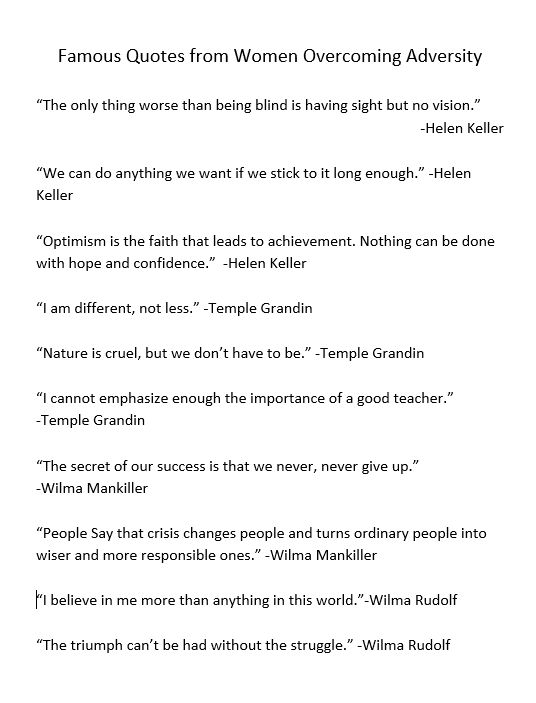 Famous Quotes from Women Overcoming Adversity
“The only thing worse than being blind is having sight but no vision.”
-Helen Keller
“We can do anything we want if we stick to it long enough.” -Helen
Keller
“Optimism is the faith that leads to achievement. Nothing can be done
with hope and confidence.”  -Helen Keller
“I am different, not less.” -Temple Grandin
“Nature is cruel, but we don’t have to be.” -Temple Grandin
“I cannot emphasize enough the importance of a good teacher.”
-Temple Grandin
“The secret of our success is that we never, never give up.”
-Wilma Mankiller
“People Say that crisis changes people and turns ordinary people into
wiser and more responsible ones.” -Wilma Mankiller
“I believe in me more than anything in this world.”-Wilma Rudolf
“The triumph can’t be had without the struggle.” -Wilma Rudolf